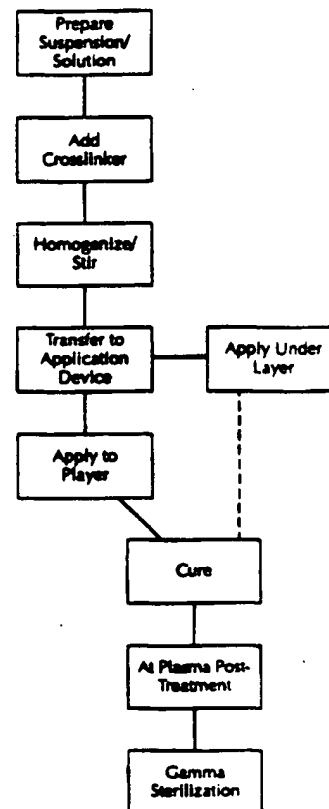 Prepare
Suspension/
Solution
Add
Crosslinker
Homogenize/
Stir
Transfer to
Application
Device
Apply Under
Layer
Apply to
Player
Cure
At Plasma Post-
Treatment
Gamma
Sterilization